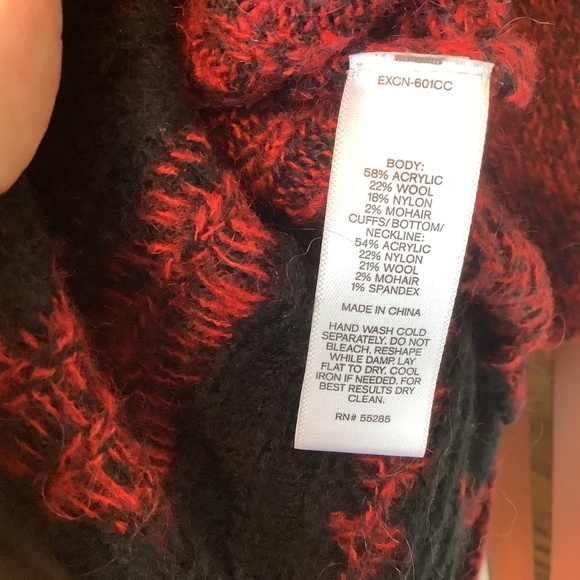 EXCN-601CC
BODY:
58% ACRYLIC
22% WOOL
18% NYLON
2% MOHAIR
CUFFS/BOTTOM/
NECKLINE:
54% ACRYLIC
22% NYLON
21% WOOL
2% MOHAIR
1% SPANDEX
MADE IN CHINA
HAND WASH COLD
SEPARATELY. DO NOT
BLEACH. RESHAPE
WHILE DAMP. LAY
FLAT TO DRY. COOL
IRON IF NEEDED. FOR
BEST RESULTS DRY
CLEAN.
RN# 55285